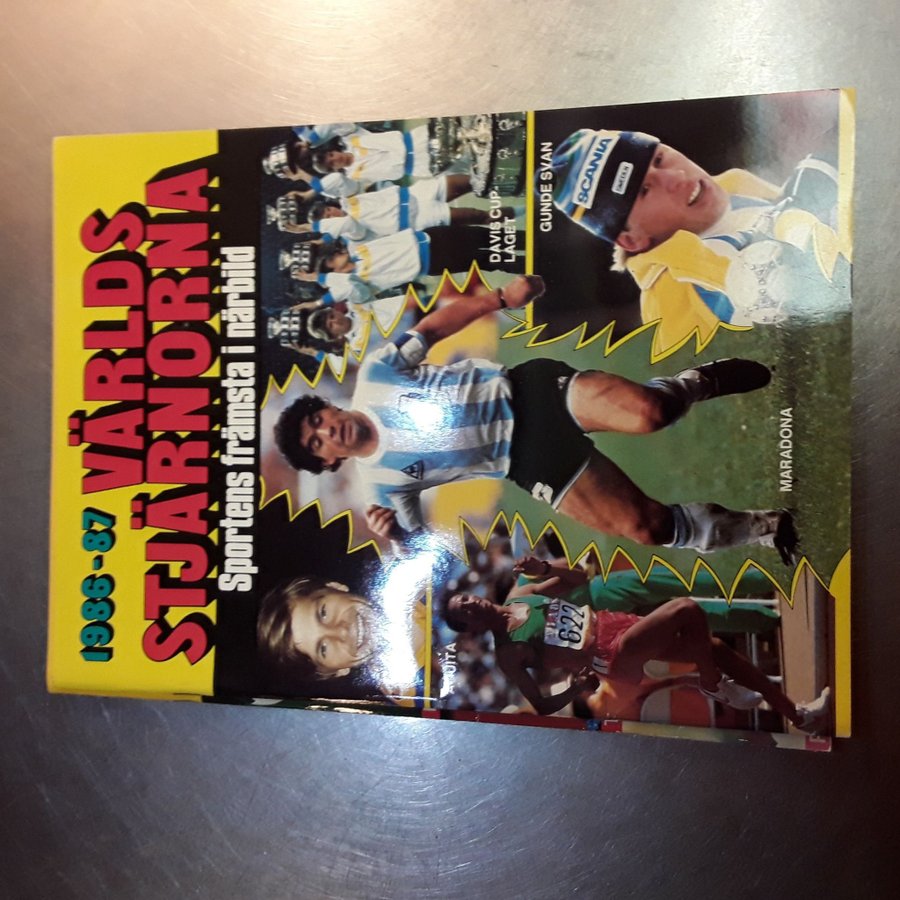 1986-87 VÄRLDS
STJÄRNORNA
Sportens främsta i närbild
DAVIS CUP-
LAGET
GUNDE SVAN
SCANIA
MARADONA
622